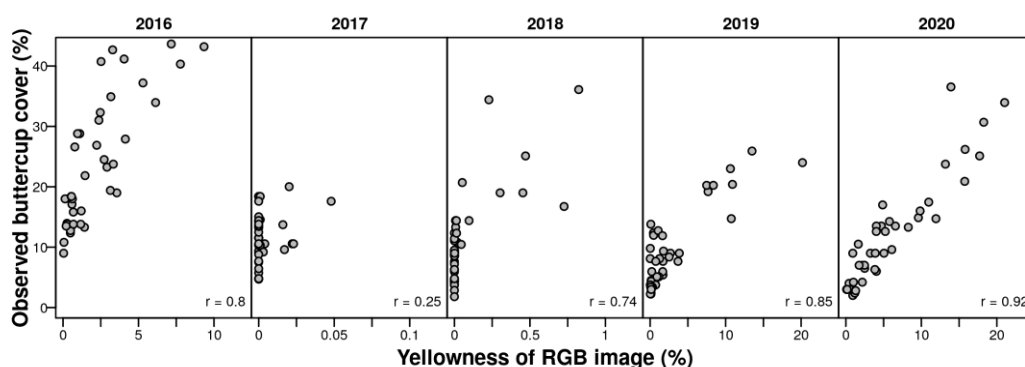 2016 2017 2018 2019 2020
Observed buttercup cover (%)
40
30
20
10
0
r = 0.8 r = 0.25 r = 0.74 r = 0.85 r = 0.92
0 5 10 0 0.05 0.1 0 0.5 1 0 10 20 0 10 20
Yellowness of RGB image (%)